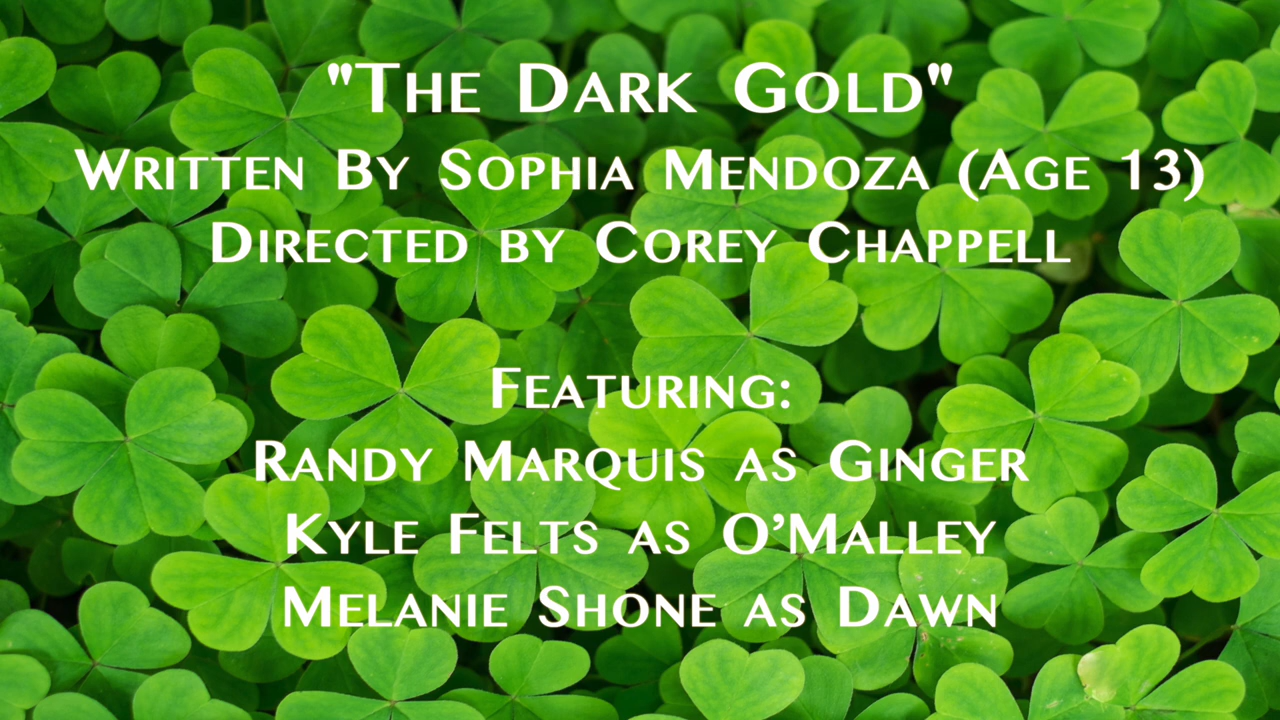 "The Dark Gold"
Written By Sophia Mendoza (Age 13)
Directed by Corey Chappell
Featuring:
Randy Marquis as Ginger
Kyle Felts as O’Malley
Melanie Shone as Dawn